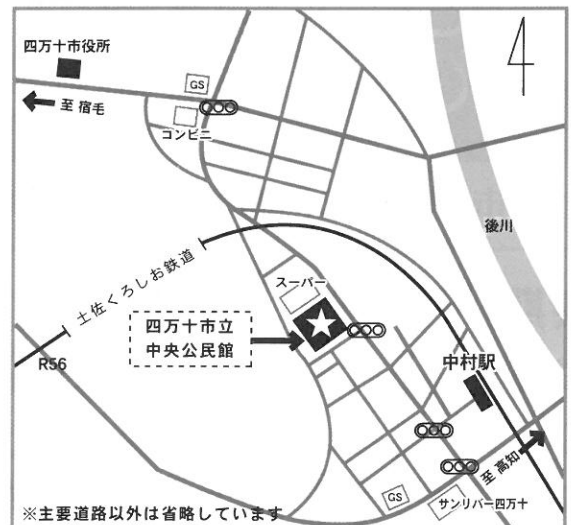 四万十市役所
GS
至 宿毛
コンビニ
後川
土佐くろしお鉄道
スーパー
四万十市立
中央公民館
R56
中村駅
至 高知
GS
サンリバー四万十
※主要道路以外は省略しています